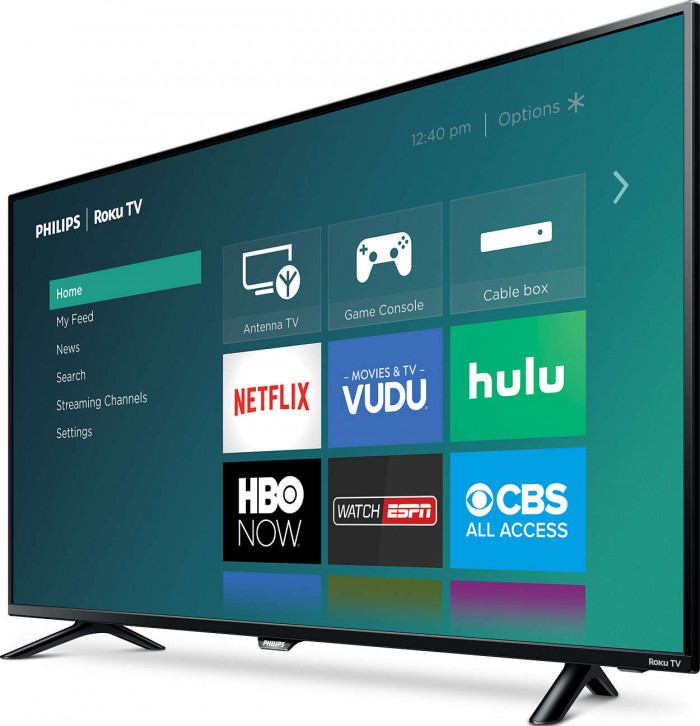 12:40 pm | Options *
PHILIPS | Roku TV
Home
My Feed
News
Search
Streaming Channels
Settings
Antenna TV
Game Console
Cable box
NETFLIX
– MOVIES & TV –
VUDU
hulu
HBO
NOW
WATCH ESPN
CBS
ALL ACCESS
PHILIPS
Roku TV